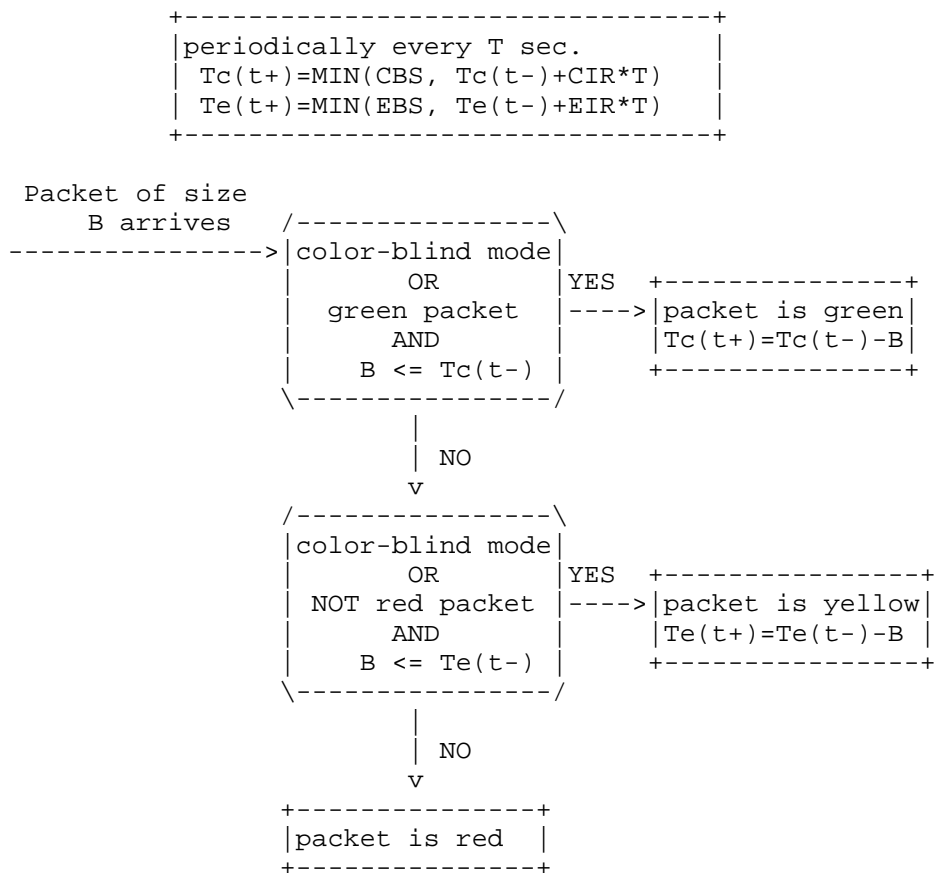 periodically every T sec.
Tc(t+)=MIN(CBS, Tc(t-)+CIR*T)
Te(t+)=MIN(EBS, Te(t-)+EIR*T)
Packet of size
B arrives
color-blind mode
OR
green packet
AND
B <= Tc(t-)
YES
packet is green
Tc(t+)=Tc(t-)-B
NO
v
color-blind mode
OR
NOT red packet
AND
B <= Te(t-)
YES
packet is yellow
Te(t+)=Te(t-)-B
NO
v
packet is red